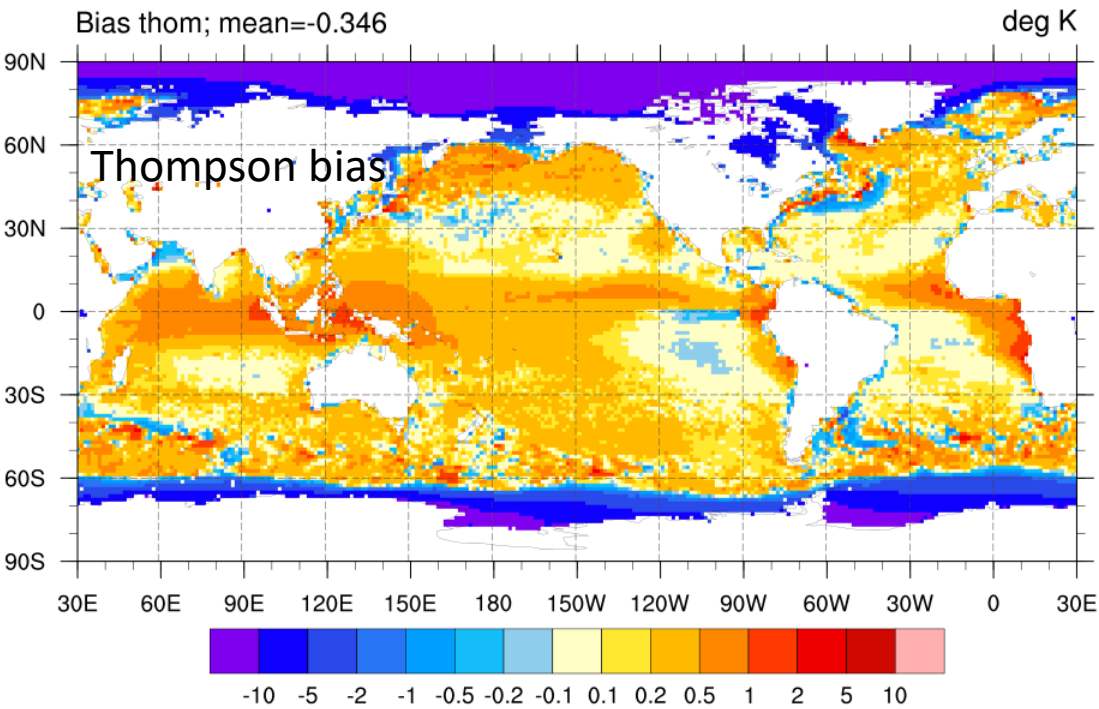 Bias thom; mean=-0.346 deg K
90N
60N
Thompson bias
30N
0
30S
60S
90S
30E 60E 90E 120E 150E 180 150W 120W 90W 60W 30W 0 30E
-10 -5 -2 -1 -0.5 -0.2 -0.1 0.1 0.2 0.5 1 2 5 10